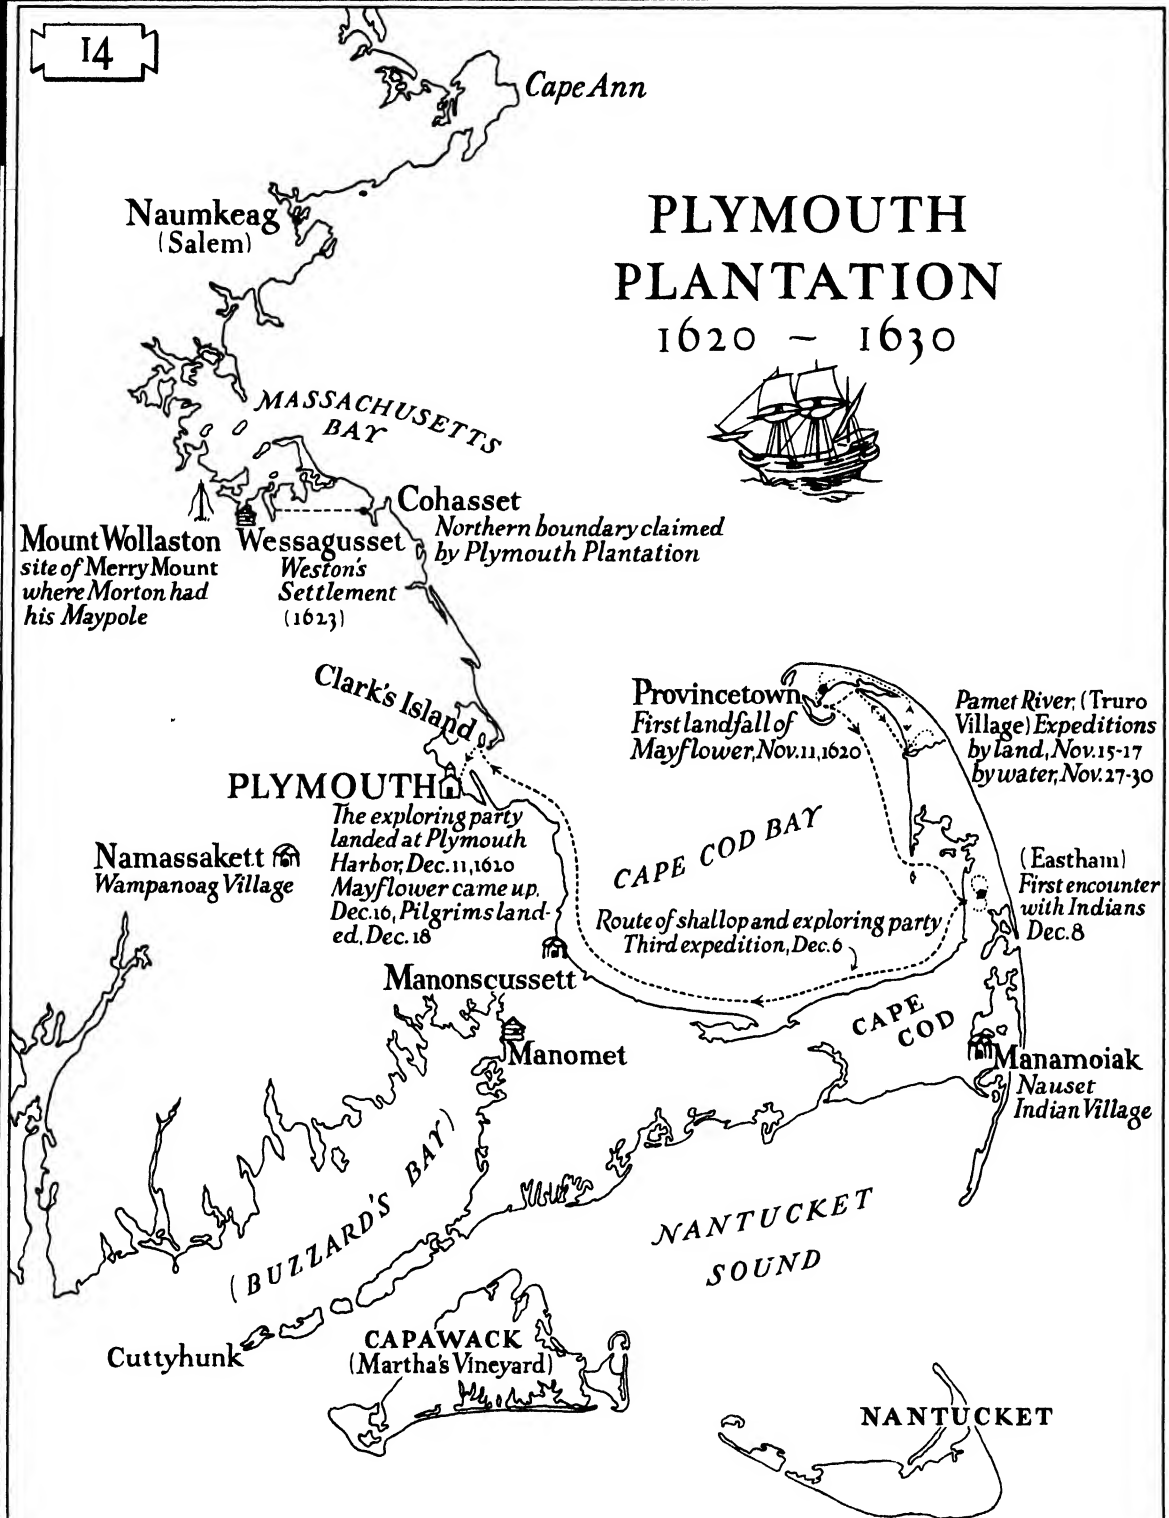 14
Cape Ann
Naumkeag
(Salem)
PLYMOUTH
PLANTATION
1620 – 1630
MASSACHUSETTS
BAY
Cohasset
Northern boundary claimed
by Plymouth Plantation
Mount Wollaston
site of Merry Mount
where Morton had
his Maypole
Wessagusset
Weston's
Settlement
(1623)
Clark's Island
Provincetown
First landfall of
Mayflower, Nov. 11, 1620
Pamet River, (Truro
Village) Expeditions
by land, Nov. 15-17
by water, Nov. 27-30
PLYMOUTH
The exploring party
landed at Plymouth
Harbor, Dec. 11, 1620
Mayflower came up,
Dec. 16, Pilgrims land-
ed, Dec. 18
CAPE COD BAY
Namassakett
Wampanoag Village
(Eastham)
First encounter
with Indians
Dec. 8
Route of shallop and exploring party
Third expedition, Dec. 6
Manonscussett
CAPE
COD
Manomet
Manamoiak
Nauset
Indian Village
(BUZZARD'S BAY)
NANTUCKET
SOUND
Cuttyhunk
CAPAWACK
(Martha's Vineyard)
NANTUCKET